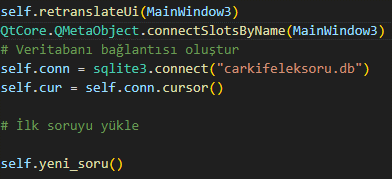 self.retranslateUi(MainWindow3)
QtCore.QMetaObject.connectSlotsByName(MainWindow3)
# Veritabanı bağlantısı oluştur
self.conn = sqlite3.connect("carkifeleksoru.db")
self.cur = self.conn.cursor()
# İlk soruyu yükle
self.yeni_soru()